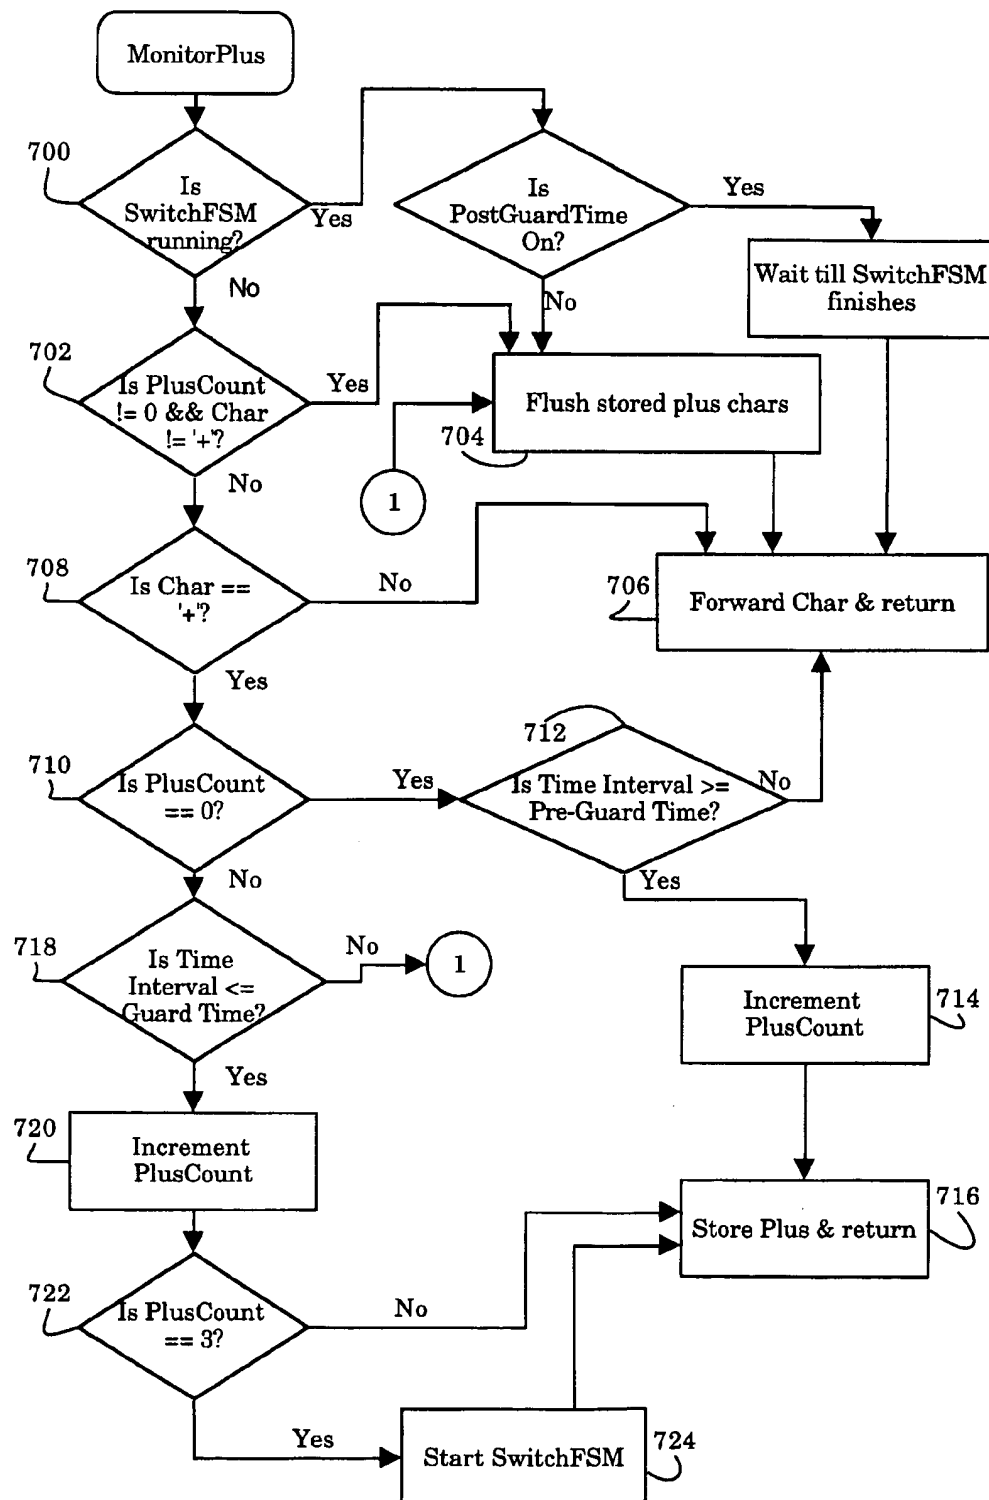 MonitorPlus
700
Is
SwitchFSM
running?
Yes
No
Is
PostGuardTime
On?
Yes
No
Wait till SwitchFSM
finishes
702
Is PlusCount
!= 0 && Char
!= '+'?
Yes
No
Flush stored plus chars
704
1
708
Is Char ==
'+'?
No
Yes
706
Forward Char & return
710
Is PlusCount
== 0?
Yes
No
712
Is Time Interval >=
Pre-Guard Time?
No
Yes
718
Is Time
Interval <=
Guard Time?
No
1
Yes
Increment
PlusCount
714
720
Increment
PlusCount
Store Plus & return
716
722
Is PlusCount
== 3?
No
Yes
Start SwitchFSM
724